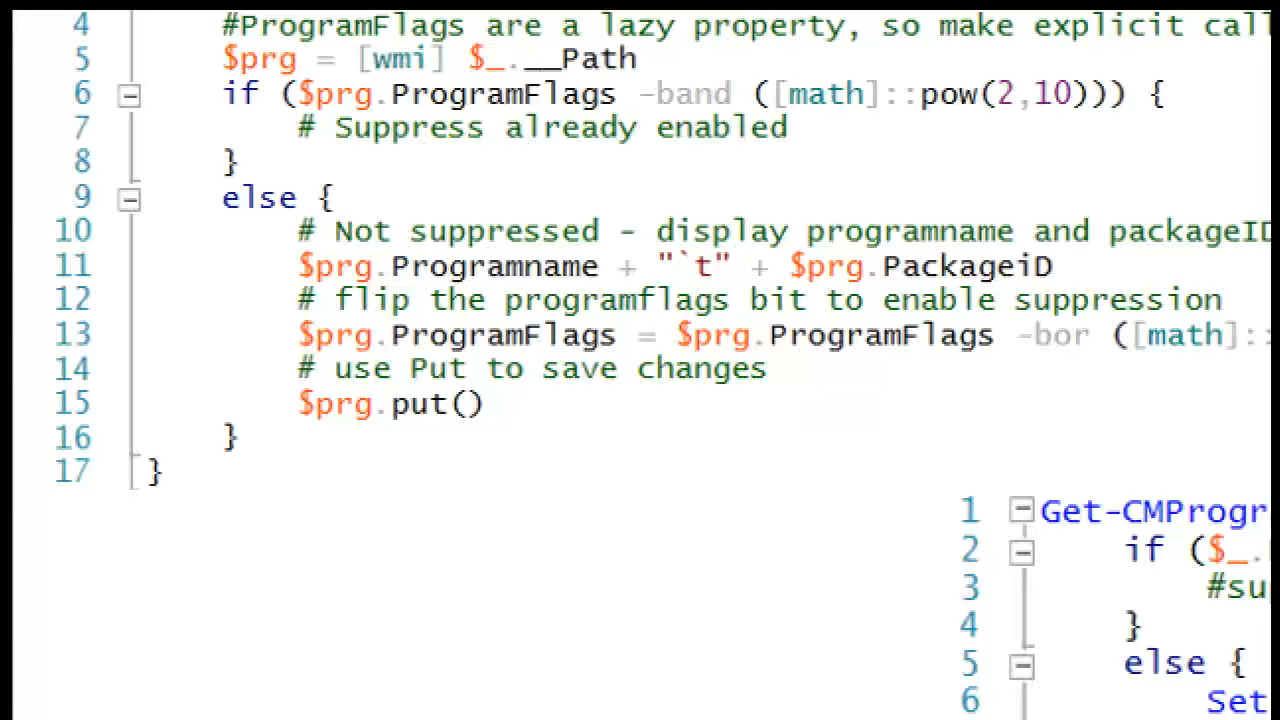 4 #ProgramFlags are a lazy property, so make explicit call
5 $prg = [wmi] $_.__Path
6 if ($prg.ProgramFlags -band ([math]::pow(2,10))) {
7 # Suppress already enabled
8 }
9 else {
10 # Not suppressed - display programname and packageID
11 $prg.Programname + "`t" + $prg.PackageiD
12 # flip the programflags bit to enable suppression
13 $prg.ProgramFlags = $prg.ProgramFlags -bor ([math]::
14 # use Put to save changes
15 $prg.put()
16 }
17 }
1 Get-CMProgr
2 if ($_.
3 #su
4 }
5 else {
6 Set